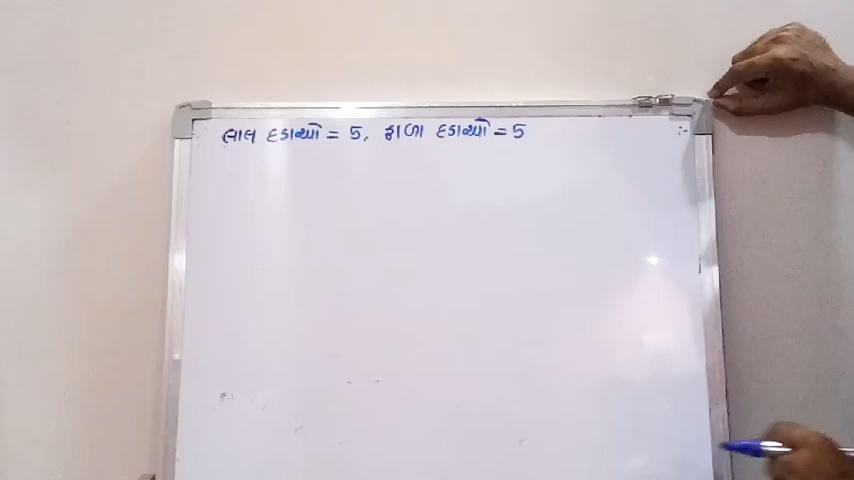 લાલ દડાઓ = 5, કાળા દડાઓ = 5